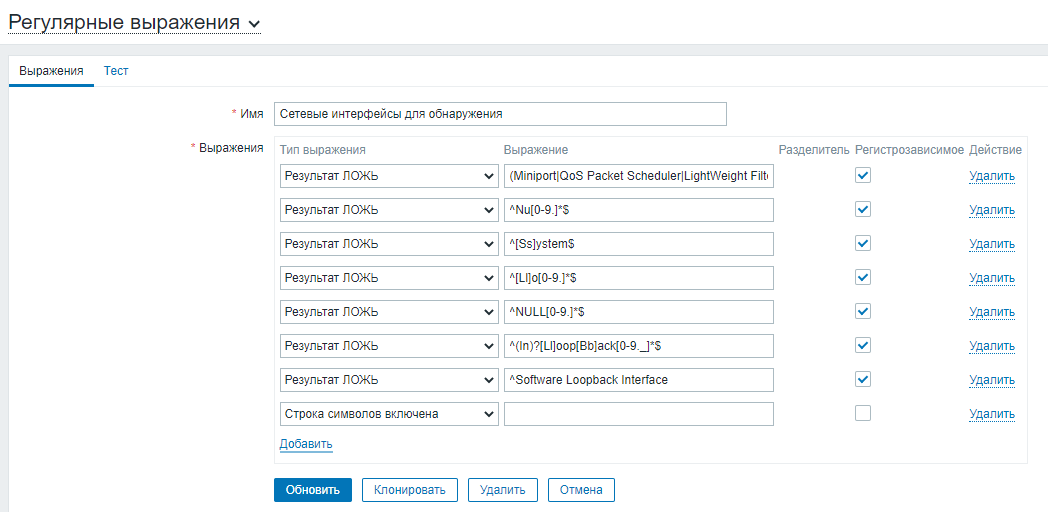 Регулярные выражения
Выражения Тест
* Имя Сетевые интерфейсы для обнаружения
* Выражения Тип выражения Выражение Разделитель Регистрозависимое Действие
Результат ЛОЖЬ (Miniport|QoS Packet Scheduler|LightWeight Filte Удалить
Результат ЛОЖЬ ^Nu[0-9.]*$ Удалить
Результат ЛОЖЬ ^[Ss]ystem$ Удалить
Результат ЛОЖЬ ^[Ll]o[0-9.]*$ Удалить
Результат ЛОЖЬ ^NULL[0-9.]*$ Удалить
Результат ЛОЖЬ ^(In)?[Ll]oop[Bb]ack[0-9._]*$ Удалить
Результат ЛОЖЬ ^Software Loopback Interface Удалить
Строка символов включена Удалить
Добавить
Обновить Клонировать Удалить Отмена